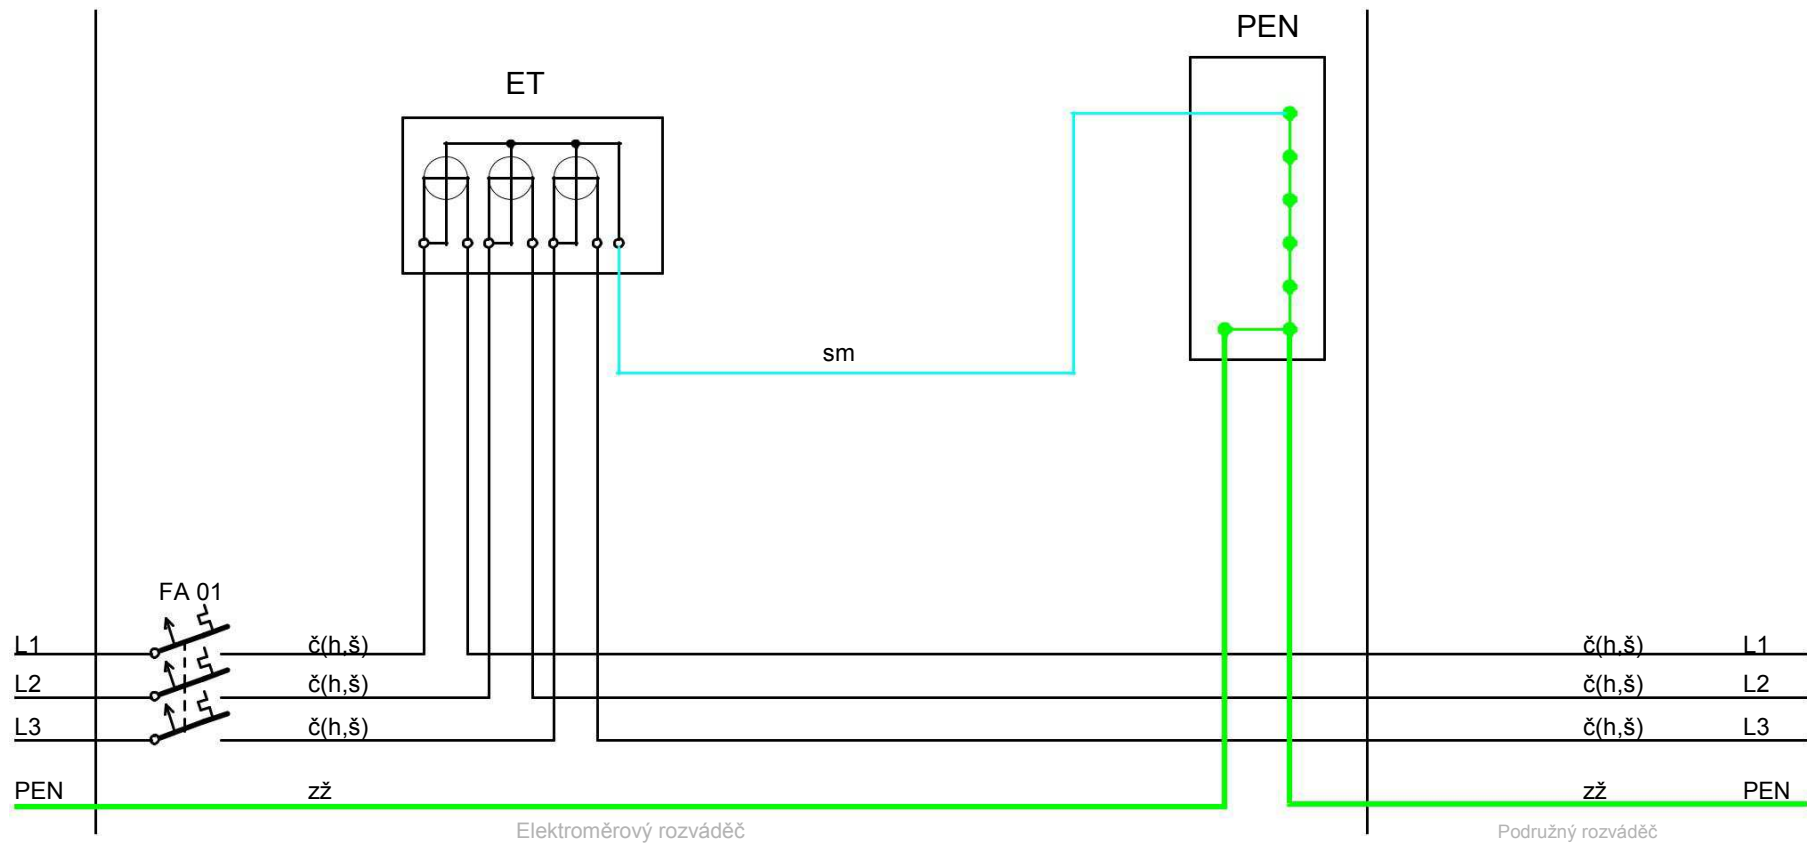 PEN
ET
sm
FA 01
L1 č(h,š) č(h,š) L1
L2 č(h,š) č(h,š) L2
L3 č(h,š) č(h,š) L3
PEN zž zž PEN
Elektroměrový rozváděč Podružný rozváděč